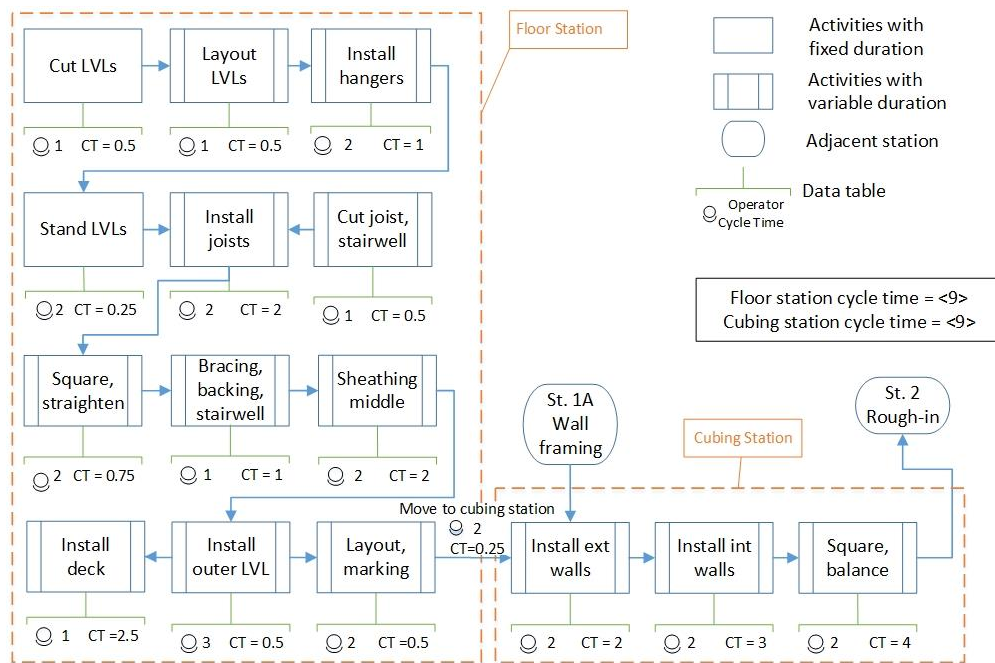 Floor Station
Cut LVLs
Layout
LVLs
Install
hangers
1 CT = 0.5
1 CT = 0.5
2 CT = 1
Activities with
fixed duration
Activities with
variable duration
Adjacent station
Data table
Operator
Cycle Time
Stand LVLs
Install
joists
Cut joist,
stairwell
2 CT = 0.25
2 CT = 2
1 CT = 0.5
Floor station cycle time = <9>
Cubing station cycle time = <9>
Square,
straighten
Bracing,
backing,
stairwell
Sheathing
middle
2 CT = 0.75
1 CT = 1
2 CT = 2
St. 1A
Wall
framing
Cubing Station
St. 2
Rough-in
Move to cubing station
2
CT=0.25
Install
deck
Install
outer LVL
Layout,
marking
Install ext
walls
Install int
walls
Square,
balance
1 CT =2.5
3 CT = 0.5
2 CT =0.5
2 CT = 2
2 CT = 3
2 CT = 4